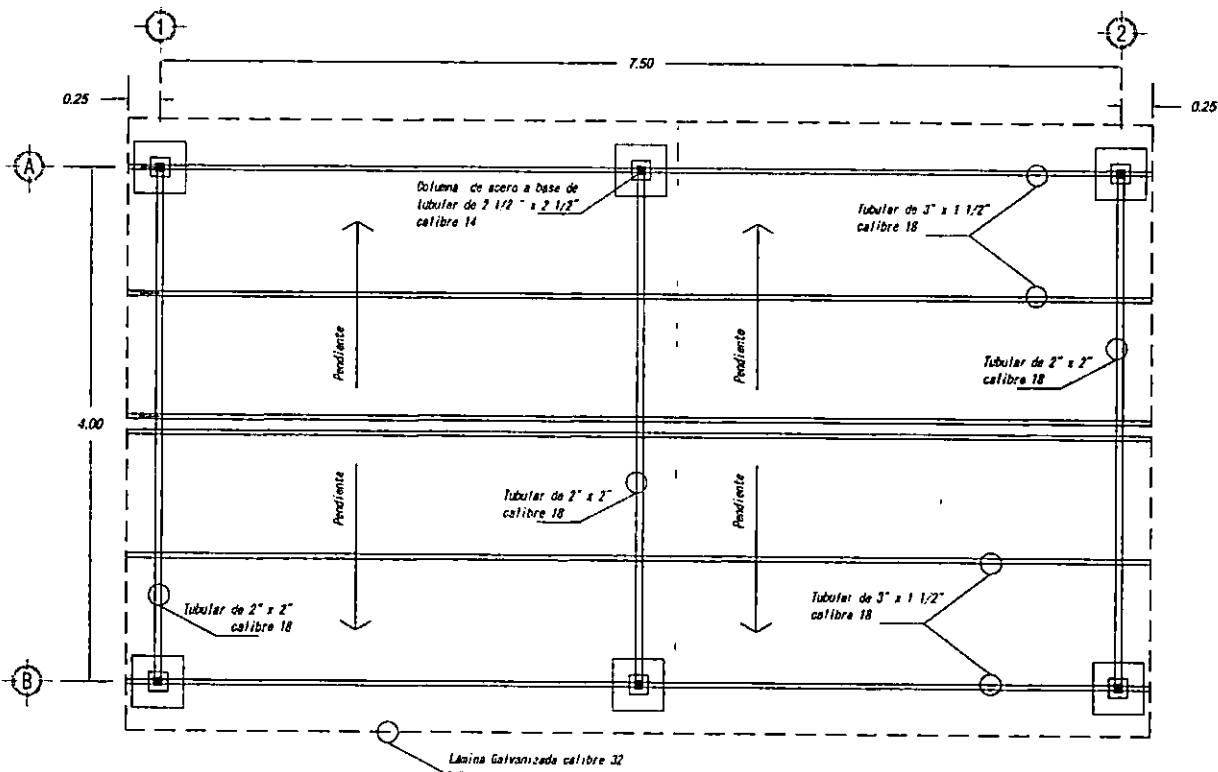 1
2
7.50
0.25
0.25
A
Columna de acero a base de
tubular de 2 1/2 " x 2 1/2"
calibre 14
Tubular de 3" x 1 1/2"
calibre 18
Pendiente
Pendiente
Tubular de 2" x 2"
calibre 18
4.00
Pendiente
Tubular de 2" x 2"
calibre 18
Pendiente
Tubular de 2" x 2"
calibre 18
Tubular de 3" x 1 1/2"
calibre 18
B
Lámina Galvanizada calibre 32